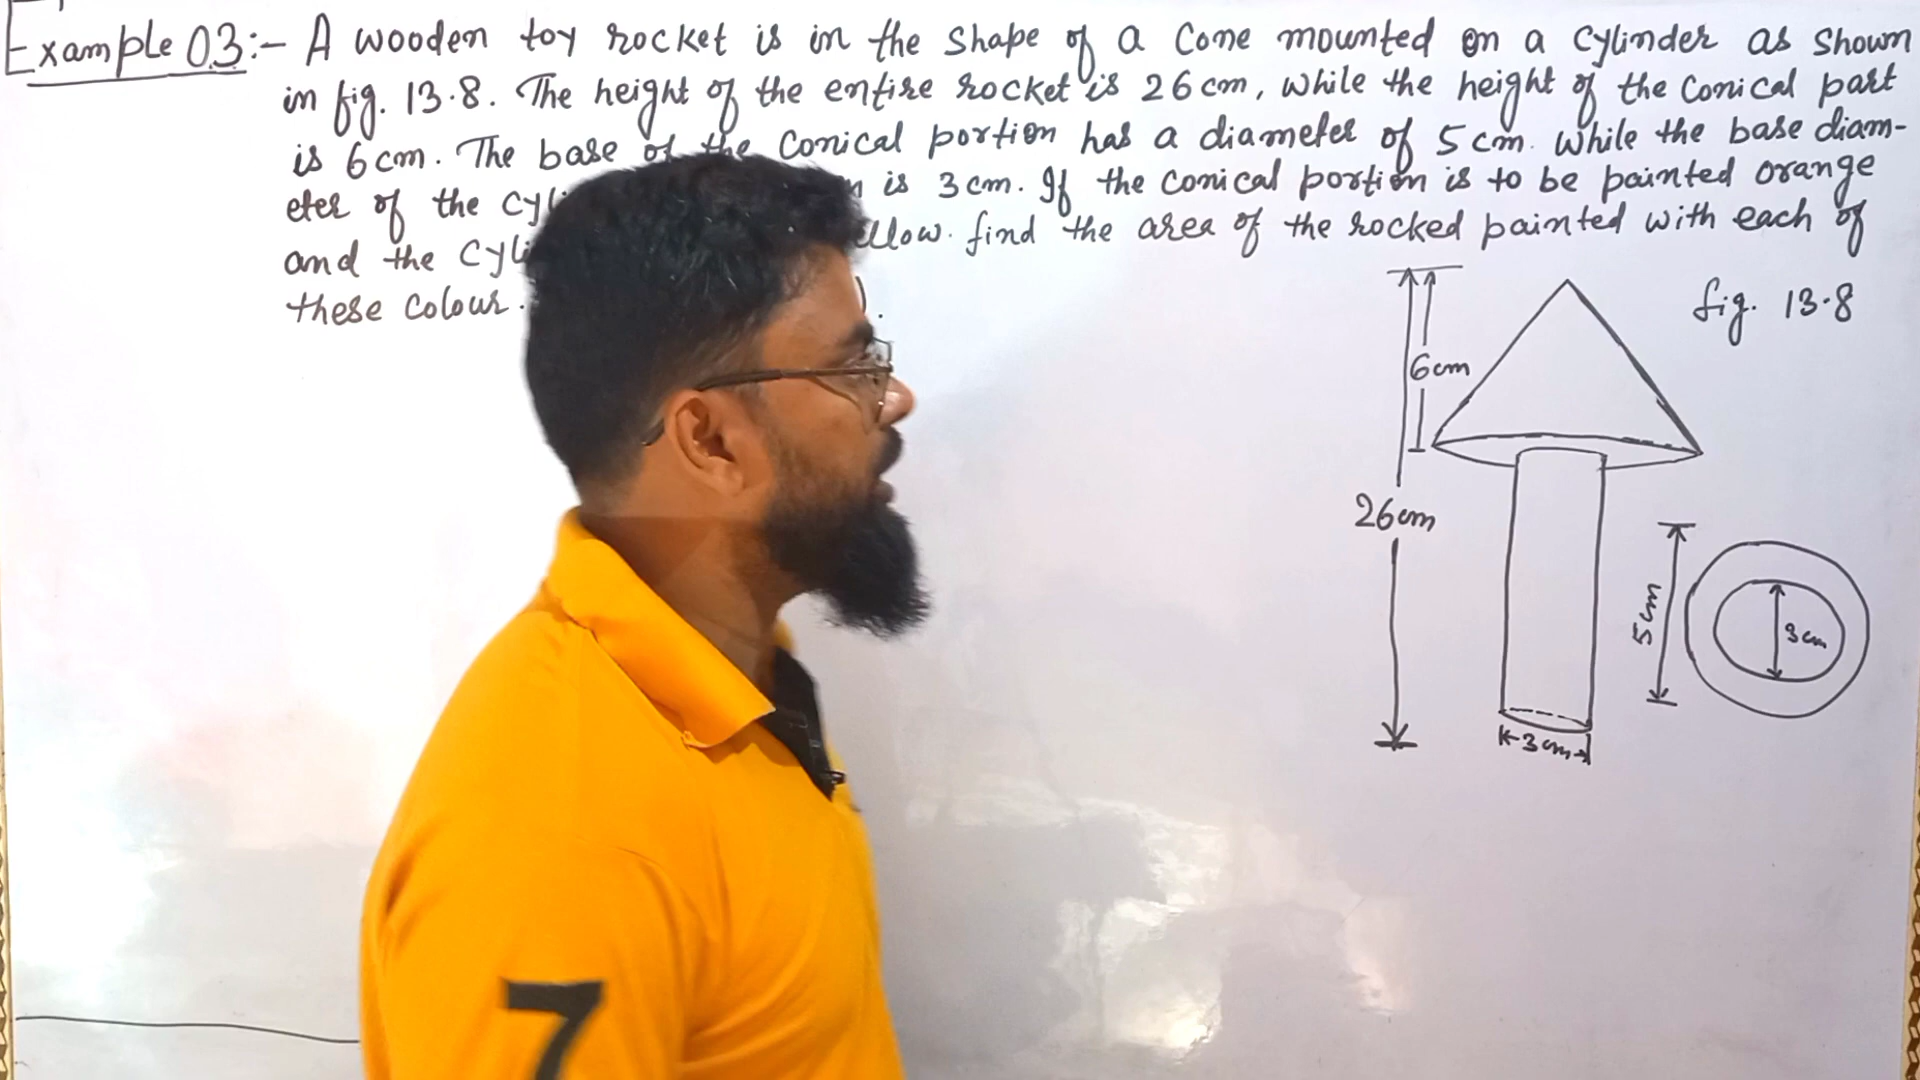 Example 03:- A wooden toy rocket is in the shape of a cone mounted on a cylinder as shown
in fig. 13.8. The height of the entire rocket is 26 cm, while the height of the conical part
is 6 cm. The base of the conical portion has a diameter of 5 cm. while the base diam-
eter of the cyl is 3 cm. If the conical portion is to be painted orange
and the cyli llow. find the area of the rocked painted with each of
these colour.
fig. 13.8
6cm
26cm
5cm
3cm
3cm
7